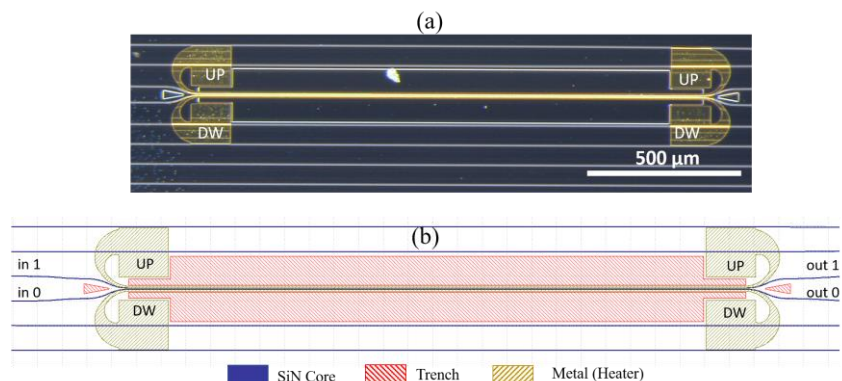 (a)
UP UP
DW DW
500 µm
(b)
in 1 UP UP out 1
in 0 out 0
DW DW
SiN Core Trench Metal (Heater)